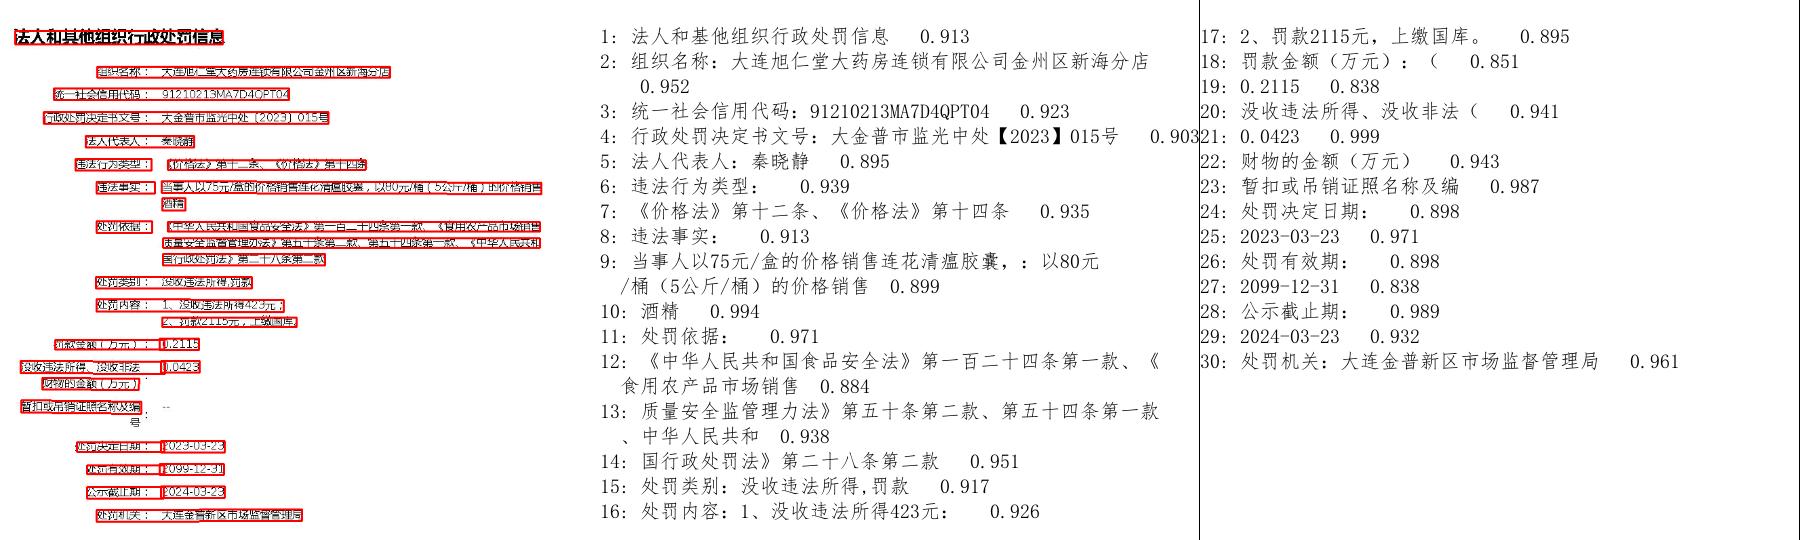 法人和其他组织行政处罚信息
组织名称： 大连旭仁堂大药房连锁有限公司金州区新海分店
统一社会信用代码： 91210213MA7D4QPT04
行政处罚决定书文号： 大金普市监光中处〔2023〕015号
法人代表人： 秦晓静
违法行为类型： 《价格法》第十二条、《价格法》第十四条
违法事实： 当事人以75元/盒的价格销售连花清瘟胶囊，以80元/桶（5公斤/桶）的价格销售
酒精
处罚依据： 《中华人民共和国食品安全法》第一百二十四条第一款、《食用农产品市场销售
质量安全监督管理办法》第五十条第二款、第五十四条第一款、《中华人民共和
国行政处罚法》第二十八条第二款
处罚类别： 没收违法所得,罚款
处罚内容： 1、没收违法所得423元；
2、罚款2115元，上缴国库。
罚款金额（万元）： 0.2115
没收违法所得、没收非法 0.0423
财物的金额（万元）：
暂扣或吊销证照名称及编 --
号：
处罚决定日期： 2023-03-23
处罚有效期： 2099-12-31
公示截止期： 2024-03-23
处罚机关： 大连金普新区市场监督管理局
1: 法人和基他组织行政处罚信息 0.913
2: 组织名称：大连旭仁堂大药房连锁有限公司金州区新海分店
0.952
3: 统一社会信用代码：91210213MA7D4QPT04 0.923
4: 行政处罚决定书文号：大金普市监光中处【2023】015号 0.903
5: 法人代表人：秦晓静 0.895
6: 违法行为类型： 0.939
7: 《价格法》第十二条、《价格法》第十四条 0.935
8: 违法事实： 0.913
9: 当事人以75元/盒的价格销售连花清瘟胶囊，：以80元
/桶（5公斤/桶）的价格销售 0.899
10: 酒精 0.994
11: 处罚依据： 0.971
12: 《中华人民共和国食品安全法》第一百二十四条第一款、《
食用农产品市场销售 0.884
13: 质量安全监管理力法》第五十条第二款、第五十四条第一款
、中华人民共和 0.938
14: 国行政处罚法》第二十八条第二款 0.951
15: 处罚类别：没收违法所得,罚款 0.917
16: 处罚内容：1、没收违法所得423元： 0.926
17: 2、罚款2115元，上缴国库。 0.895
18: 罚款金额（万元）：（ 0.851
19: 0.2115 0.838
20: 没收违法所得、没收非法（ 0.941
21: 0.0423 0.999
22: 财物的金额（万元） 0.943
23: 暂扣或吊销证照名称及编 0.987
24: 处罚决定日期： 0.898
25: 2023-03-23 0.971
26: 处罚有效期： 0.898
27: 2099-12-31 0.838
28: 公示截止期： 0.989
29: 2024-03-23 0.932
30: 处罚机关：大连金普新区市场监督管理局 0.961